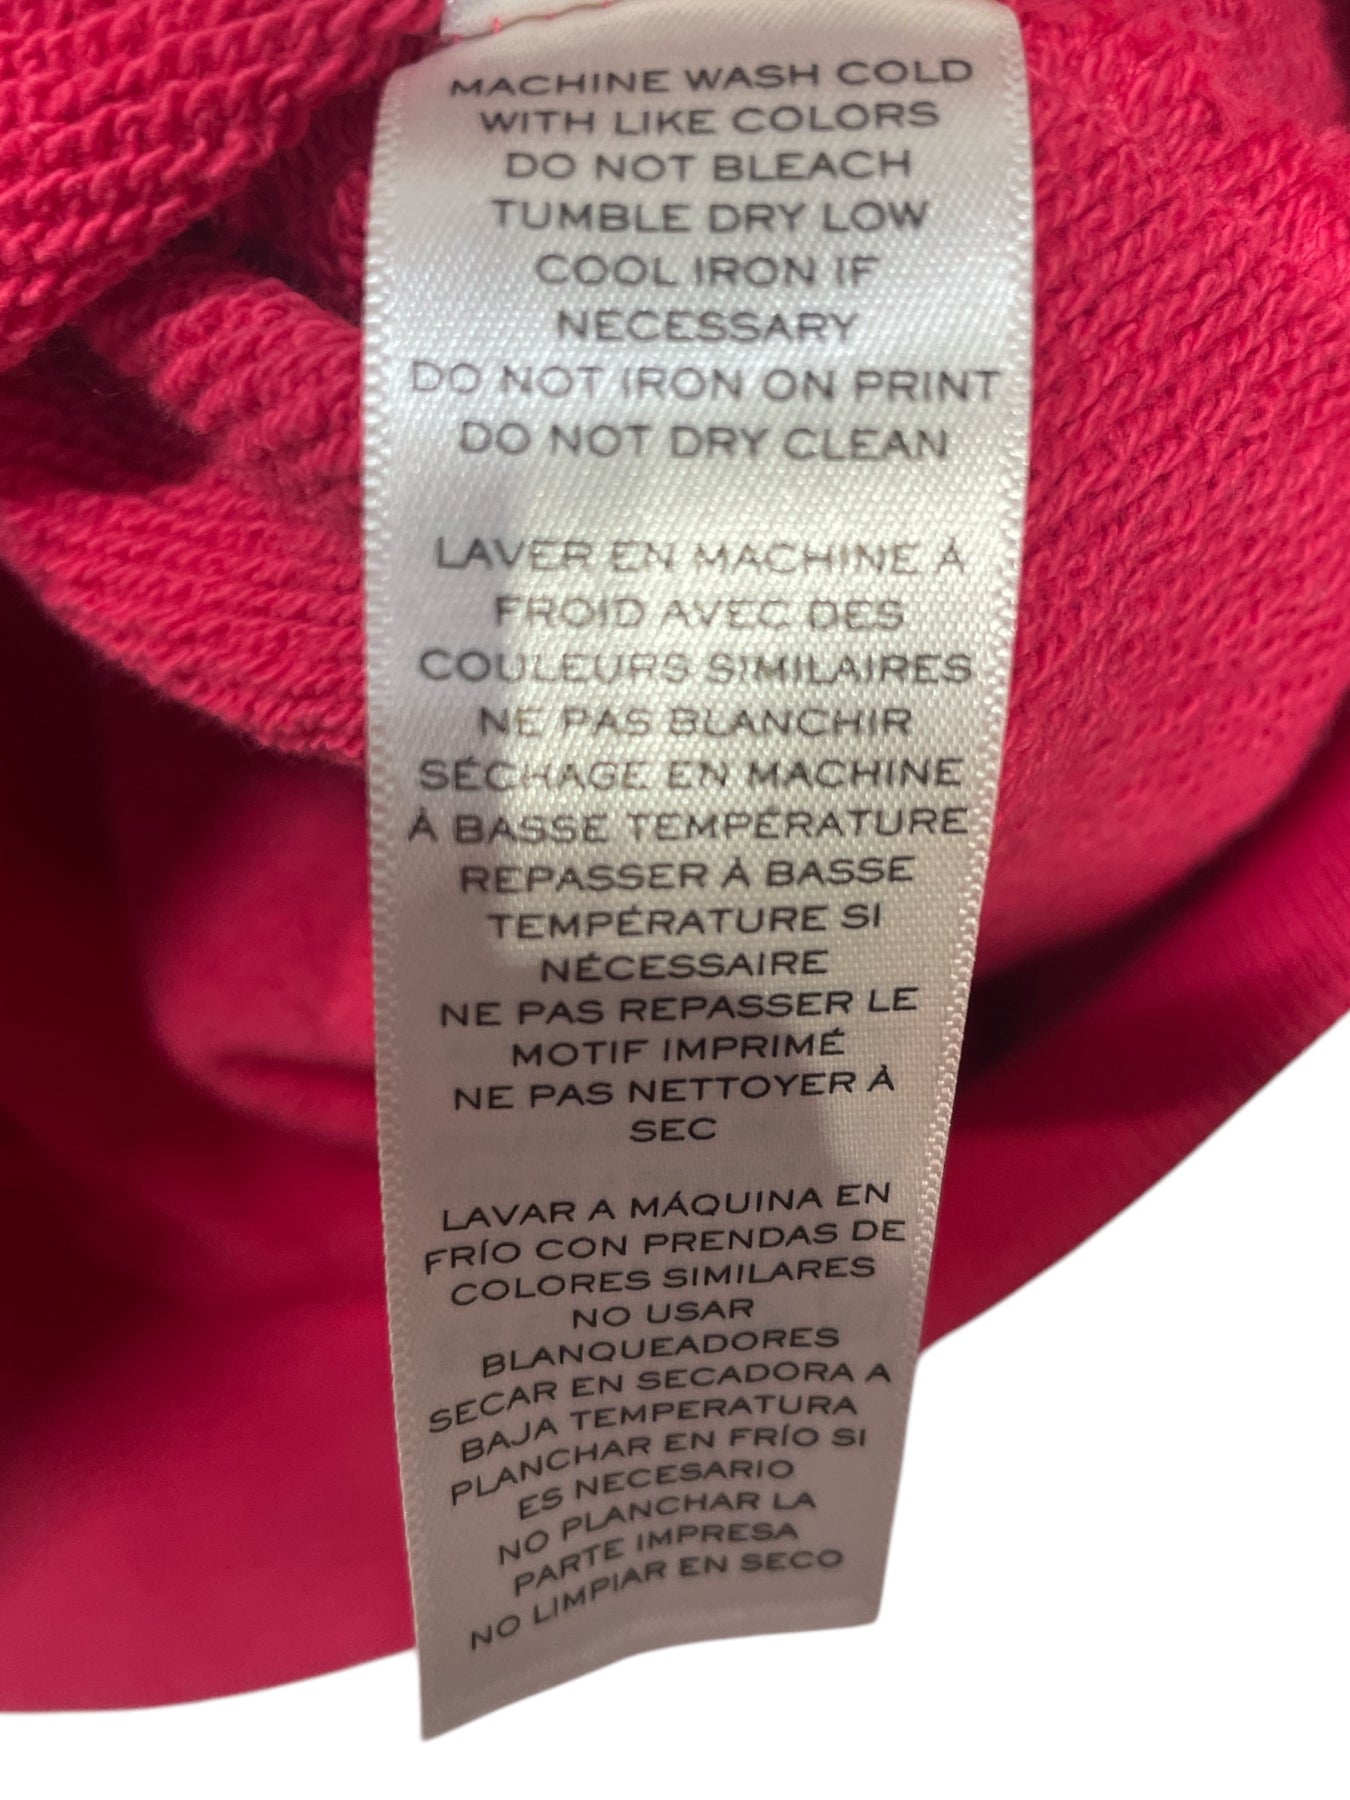 MACHINE WASH COLD
WITH LIKE COLORS
DO NOT BLEACH
TUMBLE DRY LOW
COOL IRON IF
NECESSARY
DO NOT IRON ON PRINT
DO NOT DRY CLEAN
LAVER EN MACHINE À
FROID AVEC DES
COULEURS SIMILAIRES
NE PAS BLANCHIR
SÉCHAGE EN MACHINE
À BASSE TEMPÉRATURE
REPASSER À BASSE
TEMPÉRATURE SI
NÉCESSAIRE
NE PAS REPASSER LE
MOTIF IMPRIMÉ
NE PAS NETTOYER À
SEC
LAVAR A MÁQUINA EN
FRÍO CON PRENDAS DE
COLORES SIMILARES
NO USAR
BLANQUEADORES
SECAR EN SECADORA A
BAJA TEMPERATURA
PLANCHAR EN FRÍO SI
ES NECESARIO
NO PLANCHAR LA
PARTE IMPRESA
NO LIMPIAR EN SECO